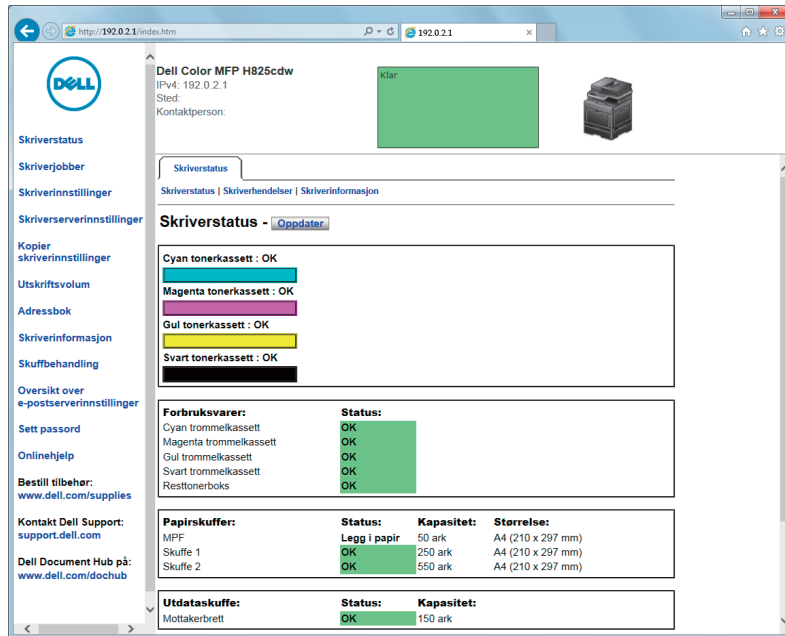 http://192.0.2.1/index.htm
192.0.2.1
DELL
Dell Color MFP H825cdw
IPv4: 192.0.2.1
Sted:
Kontaktperson:
Klar
Skriverstatus
Skriverjobber
Skriverinnstillinger
Skriverserverinnstillinger
Kopier
skriverinnstillinger
Utskriftsvolum
Adressbok
Skriverinformasjon
Skuffbehandling
Oversikt over
e-postserverinnstillinger
Sett passord
Onlinehjelp
Bestill tilbehør:
www.dell.com/supplies
Kontakt Dell Support:
support.dell.com
Dell Document Hub på:
www.dell.com/dochub
Skriverstatus
Skriverstatus | Skriverhendelser | Skriverinformasjon
Skriverstatus - Oppdater
Cyan tonerkassett : OK
Magenta tonerkassett : OK
Gul tonerkassett : OK
Svart tonerkassett : OK
Forbruksvarer: Status:
Cyan trommelkassett OK
Magenta trommelkassett OK
Gul trommelkassett OK
Svart trommelkassett OK
Resttonerboks OK
Papirskuffer: Status: Kapasitet: Størrelse:
MPF Legg i papir 50 ark A4 (210 x 297 mm)
Skuffe 1 OK 250 ark A4 (210 x 297 mm)
Skuffe 2 OK 550 ark A4 (210 x 297 mm)
Utdataskuffe: Status: Kapasitet:
Mottakerbrett OK 150 ark